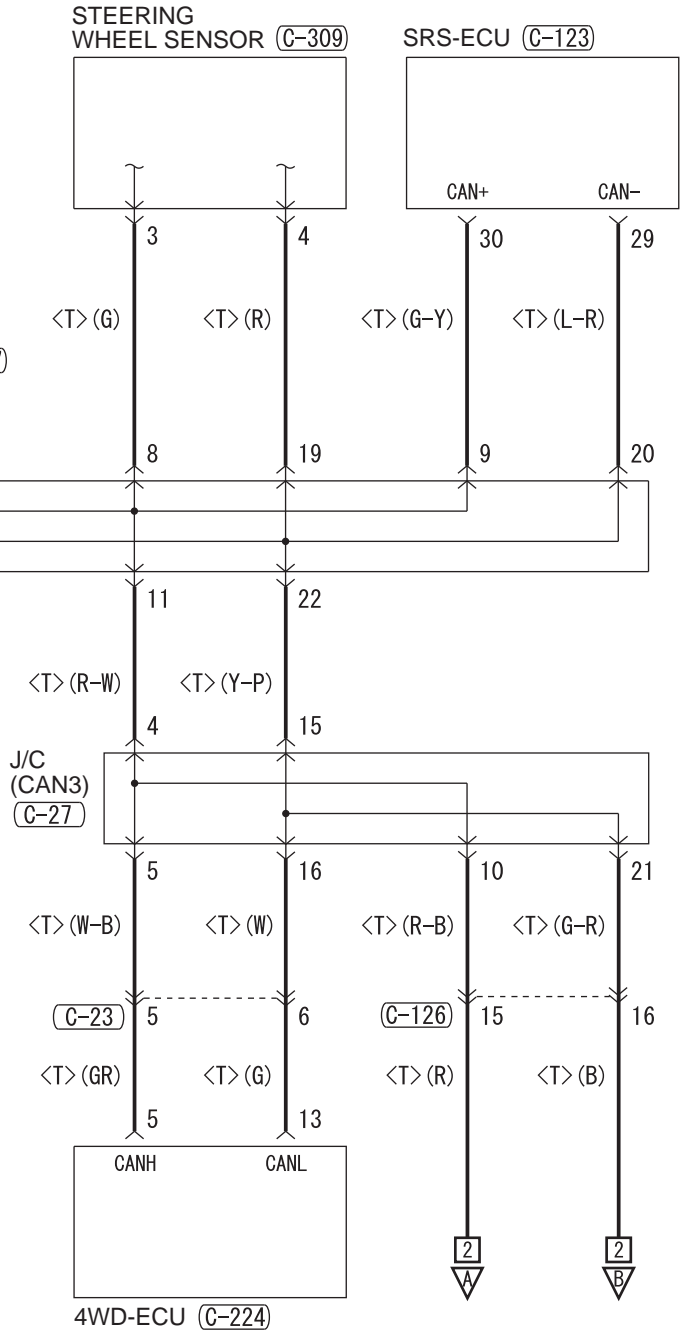 STEERING
WHEEL SENSOR C-309 SRS-ECU C-123
CAN+ CAN-
3 4 30 29
<T>(G) <T>(R) <T>(G-Y) <T>(L-R)
8 19 9 20
11 22
<T>(R-W) <T>(Y-P)
4 15
J/C
(CAN3)
C-27
5 16 10 21
<T>(W-B) <T>(W) <T>(R-B) <T>(G-R)
C-23 5 6 C-126 15 16
<T>(GR) <T>(G) <T>(R) <T>(B)
5 13
CANH CANL
2 2
A B
4WD-ECU C-224